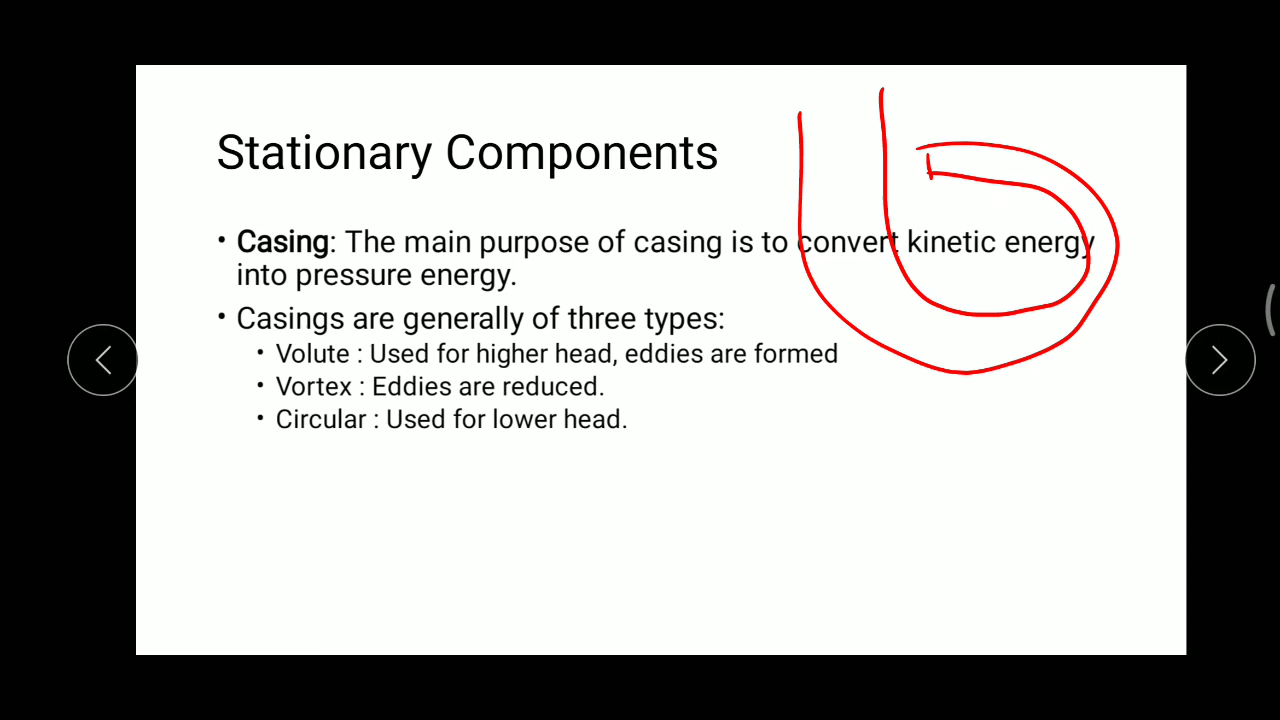 Stationary Components
• Casing: The main purpose of casing is to convert kinetic energy
into pressure energy.
• Casings are generally of three types:
• Volute : Used for higher head, eddies are formed
• Vortex : Eddies are reduced.
• Circular : Used for lower head.